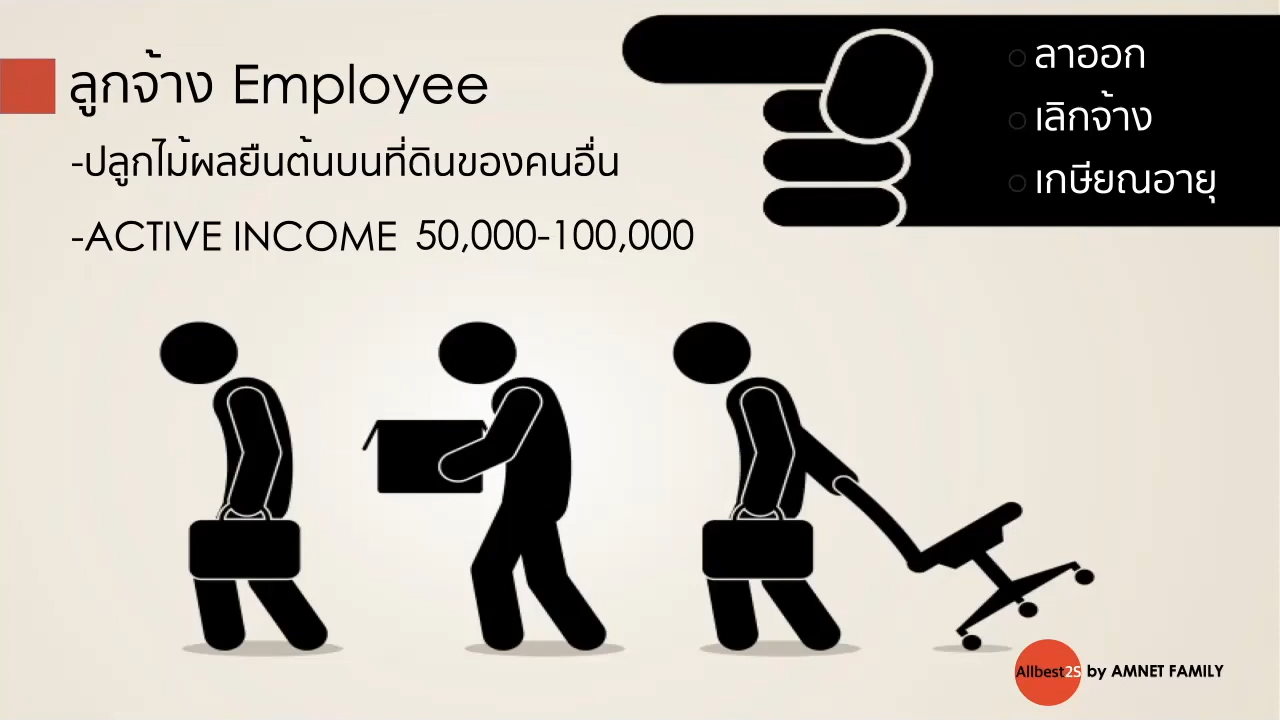 ลูกจ้าง Employee
-ปลูกไม้ผลยืนต้นบนที่ดินของคนอื่น
-ACTIVE INCOME 50,000-100,000
ลาออก
เลิกจ้าง
เกษียณอายุ
Allbest2S by AMNET FAMILY